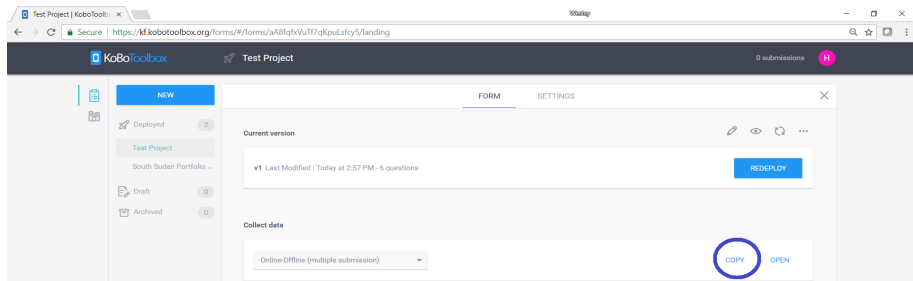 Test Project | KoBoToolbo
Wesley
Secure | https://kf.kobotoolbox.org/forms/#/forms/aA8fqfxVuTf7qKpuLsfcy5/landing
KoBoToolbox
Test Project
0 submissions
H
NEW
FORM
SETTINGS
Deployed
2
Current version
Test Project
South Sudan Portfolio ...
v1 Last Modified : Today at 2:57 PM - 6 questions
REDEPLOY
Draft
0
Archived
0
Collect data
Online-Offline (multiple submission)
COPY
OPEN